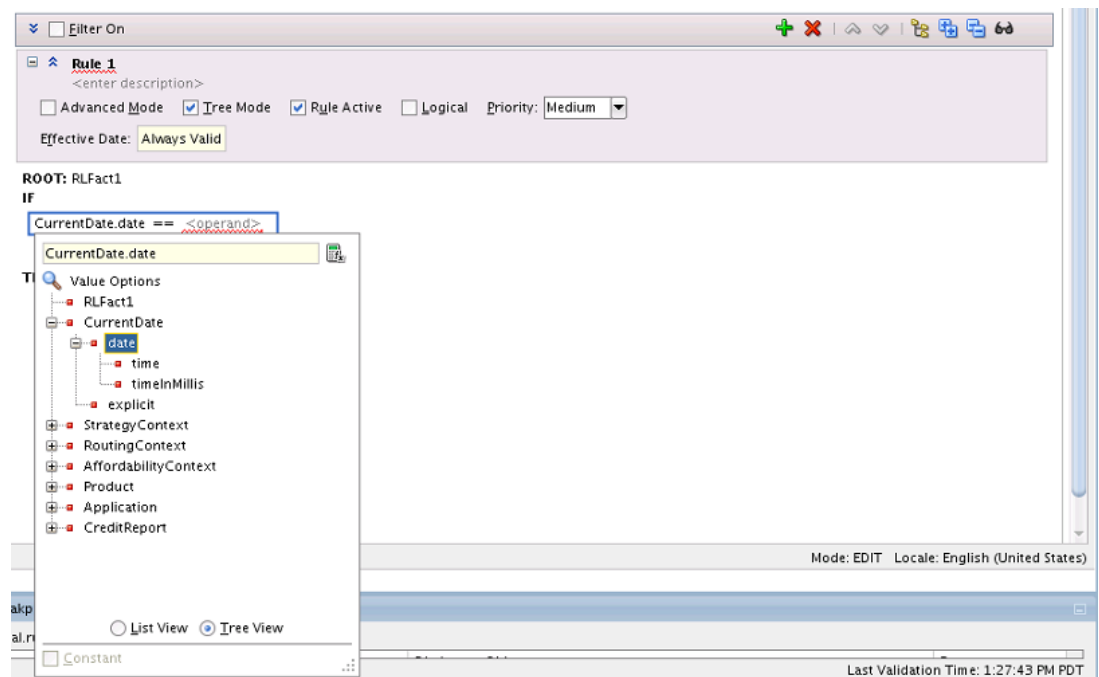 Filter On
Rule 1
<enter description>
Advanced Mode Tree Mode Rule Active Logical Priority: Medium
Effective Date: Always Valid
ROOT: RLFact1
IF
CurrentDate.date == <operand>
CurrentDate.date
Value Options
RLFact1
CurrentDate
date
time
timeInMillis
explicit
StrategyContext
RoutingContext
AffordabilityContext
Product
Application
CreditReport
Mode: EDIT Locale: English (United States)
List View Tree View
Constant
Last Validation Time: 1:27:43 PM PDT